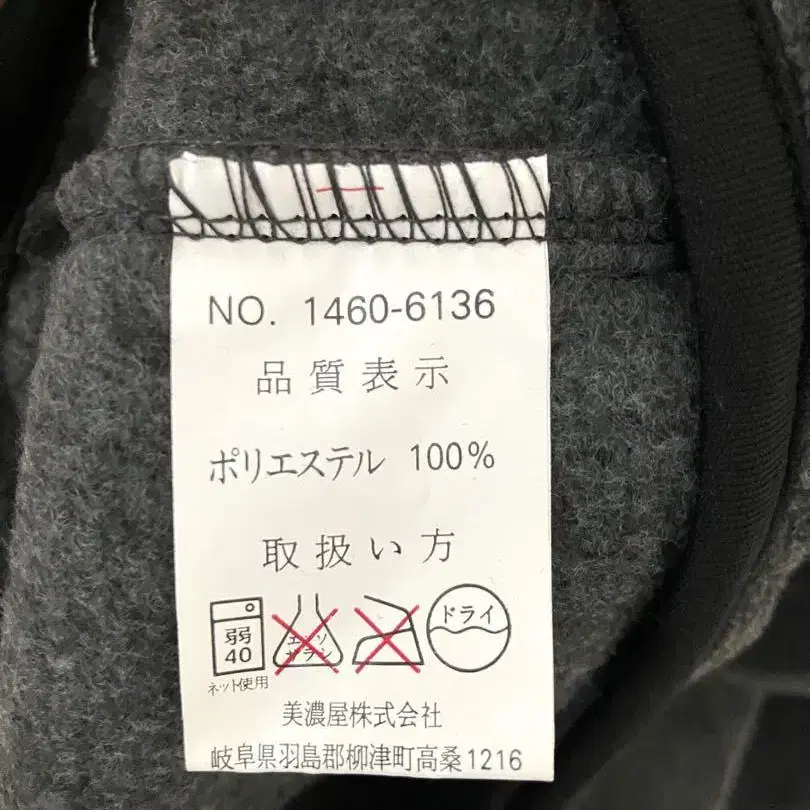 NO. 1460-6136
品質表示
ポリエステル 100%
取扱い方
弱
40
ネット使用
エンソ
サラシ
ドライ
美濃屋株式会社
岐阜県羽島郡柳津町高桑1216